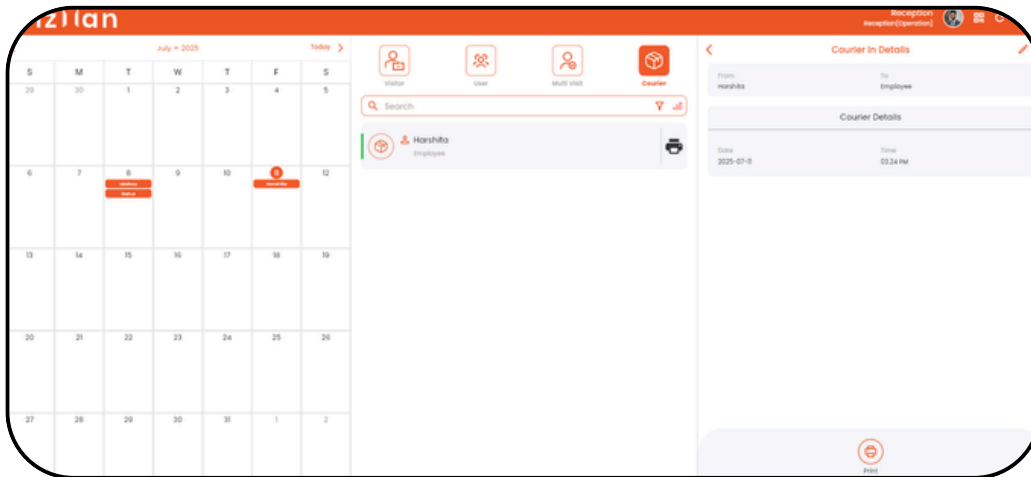 Reception
Reception(Operation)
July - 2025
Today
S M T W T F S
29 30 1 2 3 4 5
6 7 8 9 10 11 12
Harshita
13 14 15 16 17 18 19
20 21 22 23 24 25 26
27 28 29 30 31 1 2
Visitor
User
Multi Visit
Courier
Search
Harshita
Employee
Courier In Details
From To
Harshita Employee
Courier Details
Date Time
2025-07-11 03:24 PM
Print